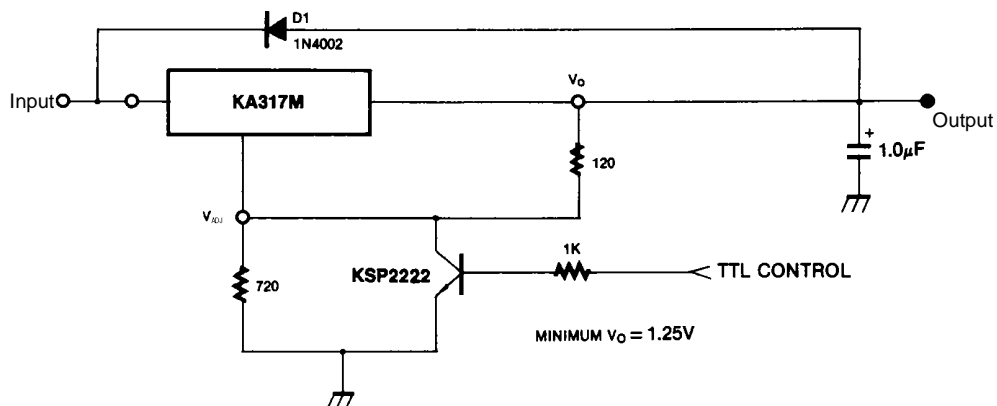 D1
1N4002
Input
KA317M
VO
Output
+
1.0μF
120
VADJ
1K
KSP2222
TTL CONTROL
720
MINIMUM VO = 1.25V